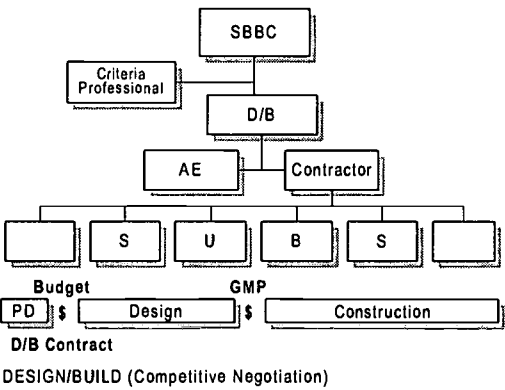 SBBC
Criteria
Professional
D/B
AE
Contractor
S U B S
Budget GMP
PD $ Design $ Construction
D/B Contract
DESIGN/BUILD (Competitive Negotiation)